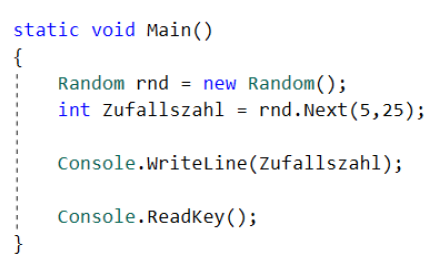 static void Main()
{
Random rnd = new Random();
int Zufallszahl = rnd.Next(5,25);
Console.WriteLine(Zufallszahl);
Console.ReadKey();
}